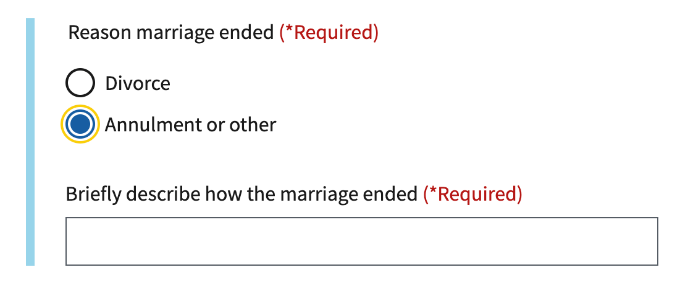 Reason marriage ended (*Required)
Divorce
Annulment or other
Briefly describe how the marriage ended (*Required)